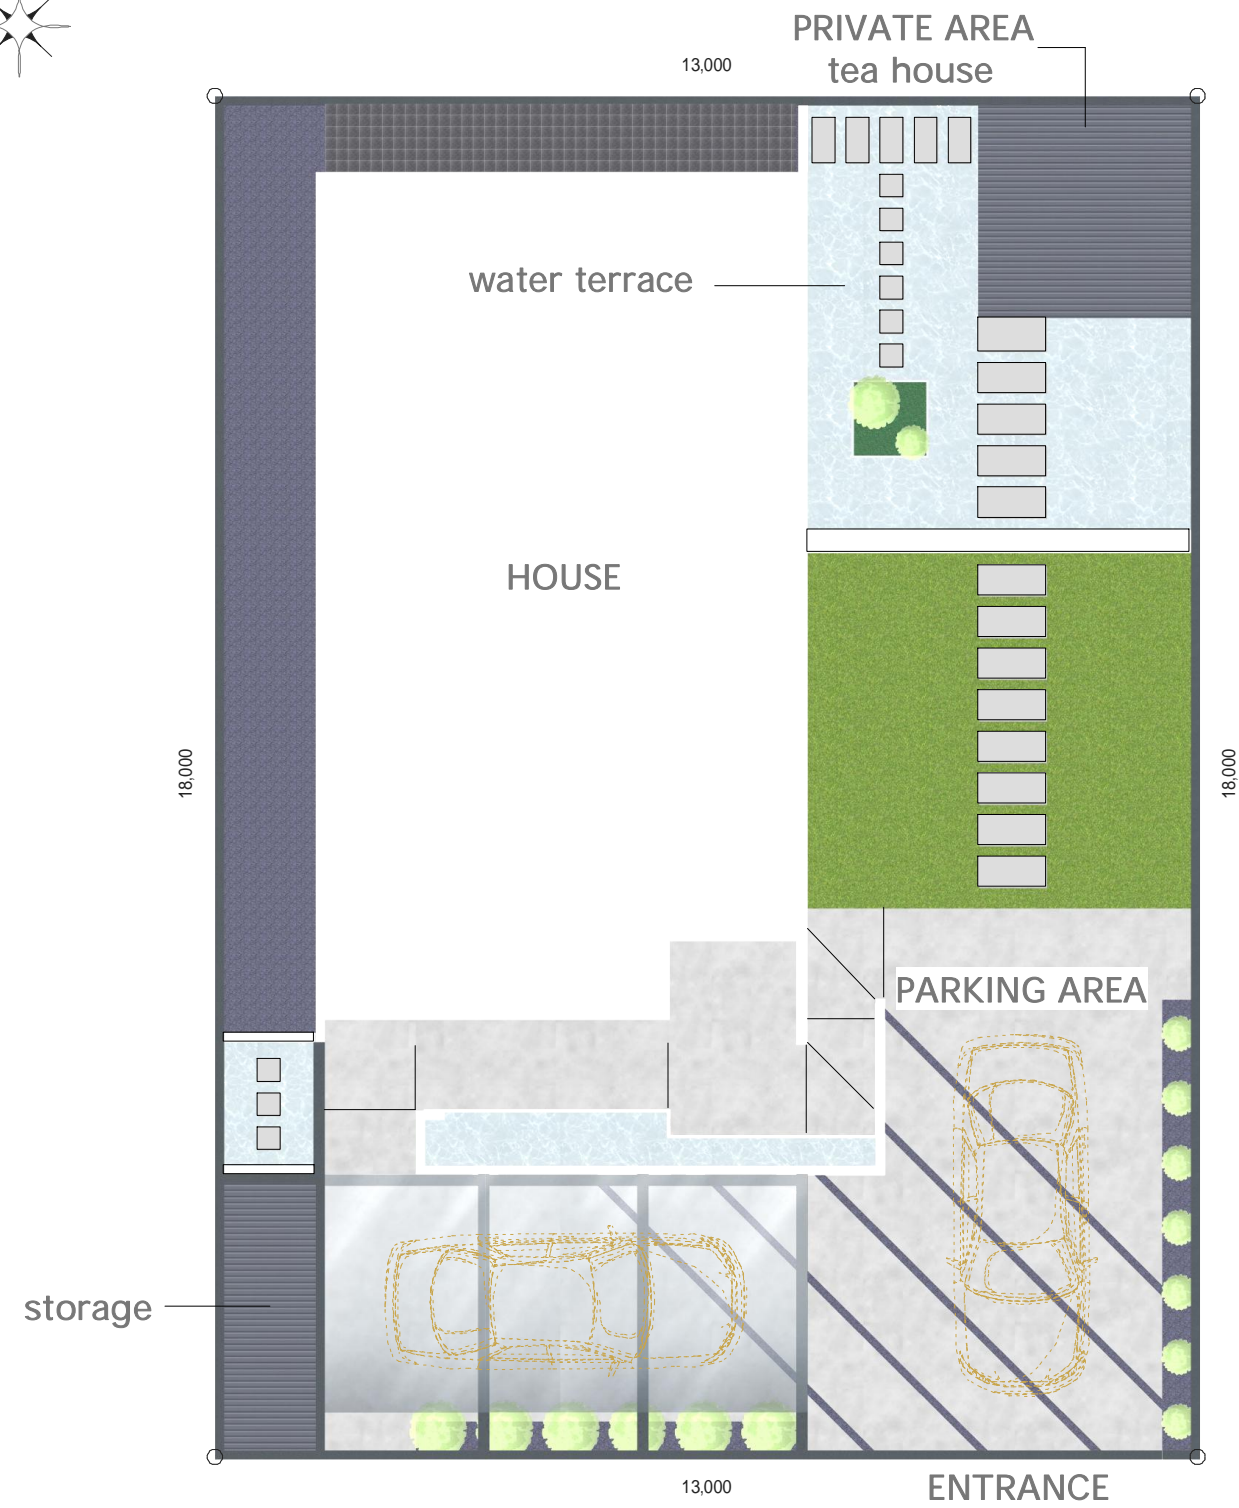 PRIVATE AREA
tea house
13,000
water terrace
HOUSE
18,000
18,000
PARKING AREA
storage
13,000
ENTRANCE